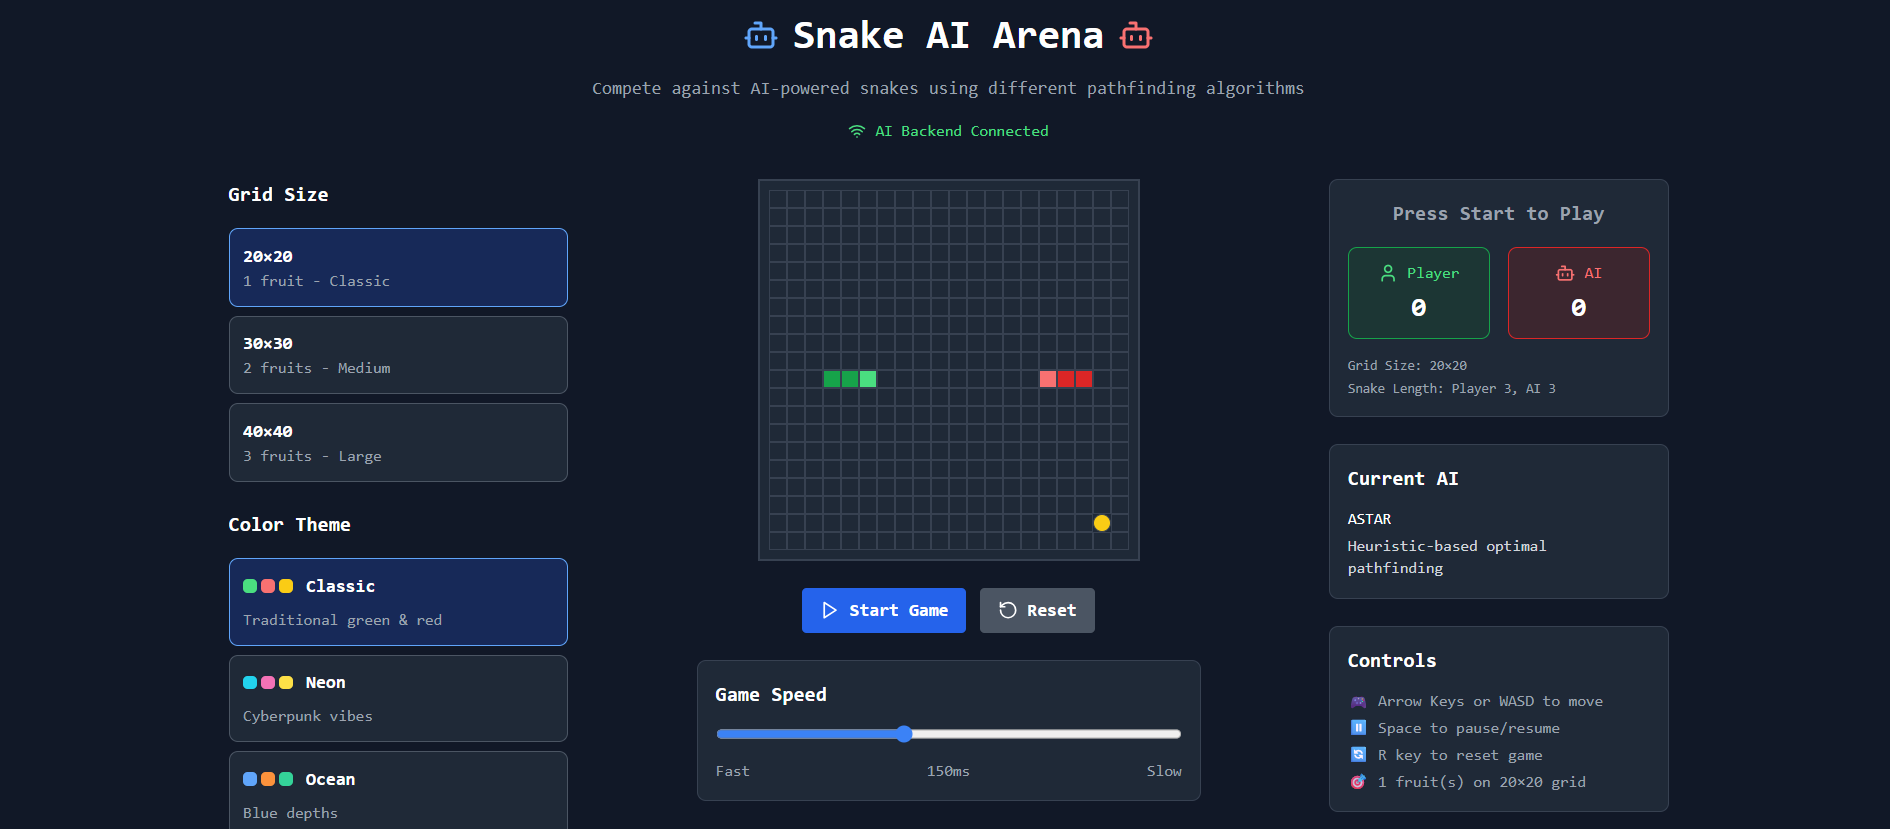 Snake AI Arena
Compete against AI-powered snakes using different pathfinding algorithms
AI Backend Connected
Grid Size
20×20
1 fruit - Classic
30×30
2 fruits - Medium
40×40
3 fruits - Large
Color Theme
Classic
Traditional green & red
Neon
Cyberpunk vibes
Ocean
Blue depths
Start Game
Reset
Game Speed
Fast
150ms
Slow
Press Start to Play
Player
0
AI
0
Grid Size: 20×20
Snake Length: Player 3, AI 3
Current AI
ASTAR
Heuristic-based optimal
pathfinding
Controls
Arrow Keys or WASD to move
Space to pause/resume
R key to reset game
1 fruit(s) on 20×20 grid